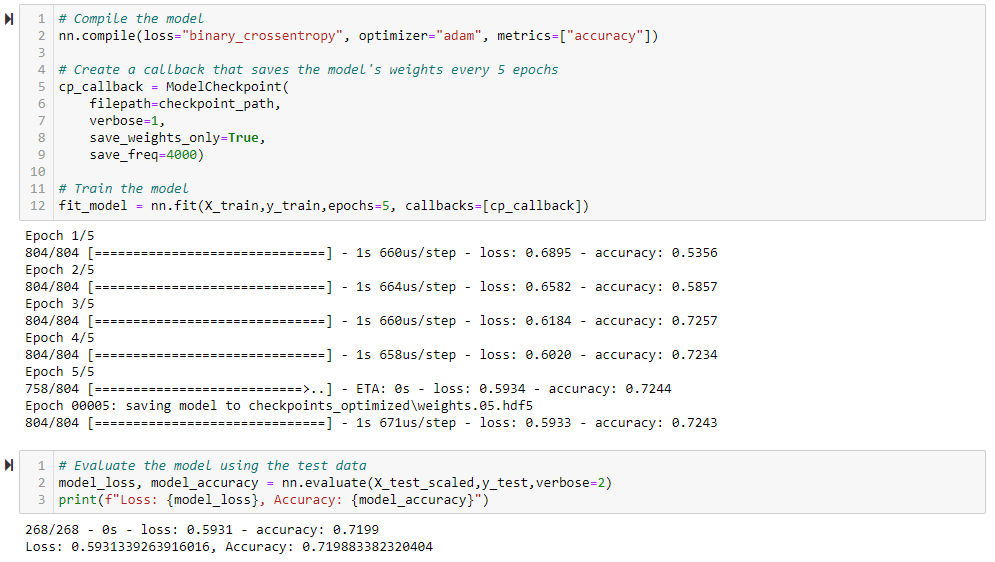 1 # Compile the model
2 nn.compile(loss="binary_crossentropy", optimizer="adam", metrics=["accuracy"])
3
4 # Create a callback that saves the model's weights every 5 epochs
5 cp_callback = ModelCheckpoint(
6     filepath=checkpoint_path,
7     verbose=1,
8     save_weights_only=True,
9     save_freq=4000)
10
11 # Train the model
12 fit_model = nn.fit(X_train,y_train,epochs=5, callbacks=[cp_callback])
Epoch 1/5
804/804 [==============================] - 1s 660us/step - loss: 0.6895 - accuracy: 0.5356
Epoch 2/5
804/804 [==============================] - 1s 664us/step - loss: 0.6582 - accuracy: 0.5857
Epoch 3/5
804/804 [==============================] - 1s 660us/step - loss: 0.6184 - accuracy: 0.7257
Epoch 4/5
804/804 [==============================] - 1s 658us/step - loss: 0.6020 - accuracy: 0.7234
Epoch 5/5
758/804 [===========================>..] - ETA: 0s - loss: 0.5934 - accuracy: 0.7244
Epoch 00005: saving model to checkpoints_optimized\weights.05.hdf5
804/804 [==============================] - 1s 671us/step - loss: 0.5933 - accuracy: 0.7243
1 # Evaluate the model using the test data
2 model_loss, model_accuracy = nn.evaluate(X_test_scaled,y_test,verbose=2)
3 print(f"Loss: {model_loss}, Accuracy: {model_accuracy}")
268/268 - 0s - loss: 0.5931 - accuracy: 0.7199
Loss: 0.5931339263916016, Accuracy: 0.719883382320404